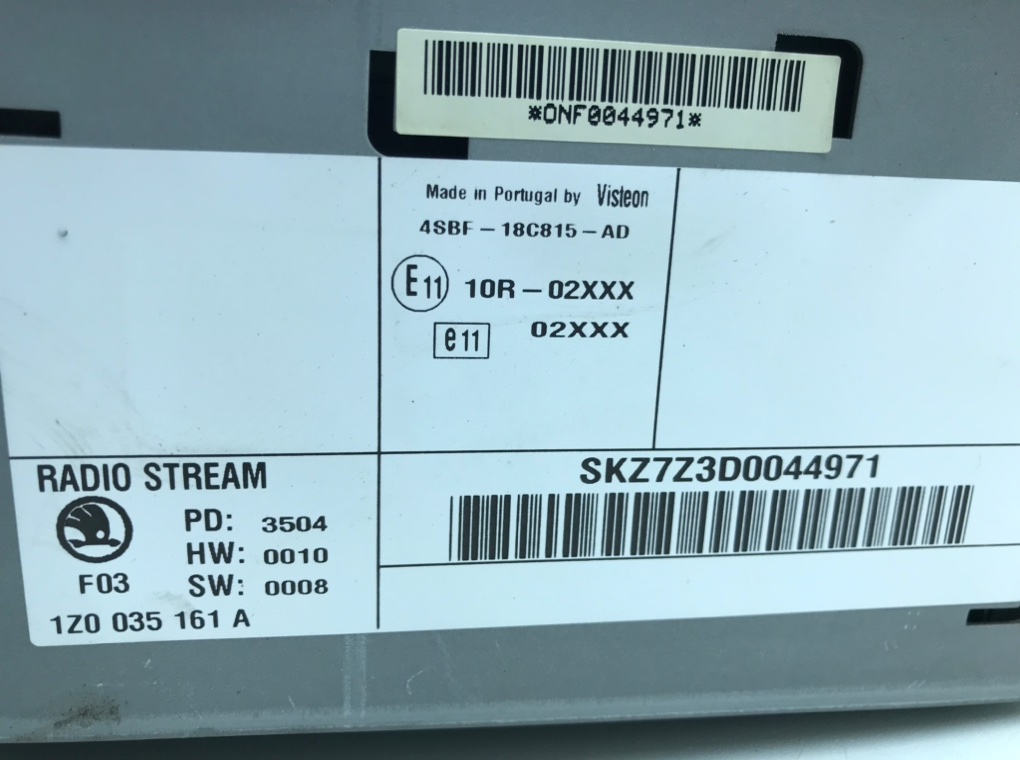 *ONF0044971*
Made in Portugal by Visteon
4SBF - 18C815 - AD
E11 10R - 02XXX
e11 02XXX
RADIO STREAM
PD: 3504
HW: 0010
F03 SW: 0008
1Z0 035 161 A
SKZ7Z3D0044971